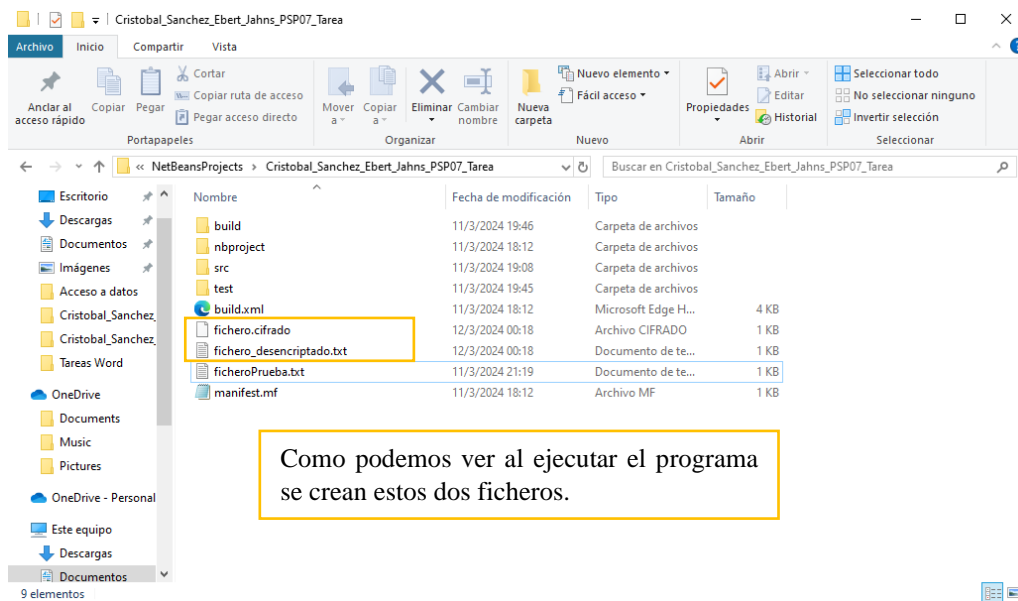 Cristobal_Sanchez_Ebert_Jahns_PSP07_Tarea
Archivo Inicio Compartir Vista
Anclar al acceso rápido Copiar Pegar Cortar Copiar ruta de acceso Pegar acceso directo Mover a Copiar a Eliminar Cambiar nombre Nueva carpeta Nuevo elemento Fácil acceso Propiedades Abrir Editar Historial Seleccionar todo No seleccionar ninguno Invertir selección
Portapapeles Organizar Nuevo Abrir Seleccionar
« NetBeansProjects > Cristobal_Sanchez_Ebert_Jahns_PSP07_Tarea Buscar en Cristobal_Sanchez_Ebert_Jahns_PSP07_Tarea
Escritorio
Descargas
Documentos
Imágenes
Acceso a datos
Cristobal_Sanchez_
Cristobal_Sanchez_
Tareas Word
OneDrive
Documents
Music
Pictures
OneDrive - Personal
Este equipo
Descargas
Documentos
Nombre Fecha de modificación Tipo Tamaño
build 11/3/2024 19:46 Carpeta de archivos
nbproject 11/3/2024 18:12 Carpeta de archivos
src 11/3/2024 19:08 Carpeta de archivos
test 11/3/2024 19:45 Carpeta de archivos
build.xml 11/3/2024 18:12 Microsoft Edge H... 4 KB
fichero.cifrado 12/3/2024 00:18 Archivo CIFRADO 1 KB
fichero_desencriptado.txt 12/3/2024 00:18 Documento de te... 1 KB
ficheroPrueba.txt 11/3/2024 21:19 Documento de te... 1 KB
manifest.mf 11/3/2024 18:12 Archivo MF 1 KB
Como podemos ver al ejecutar el programa
se crean estos dos ficheros.
9 elementos